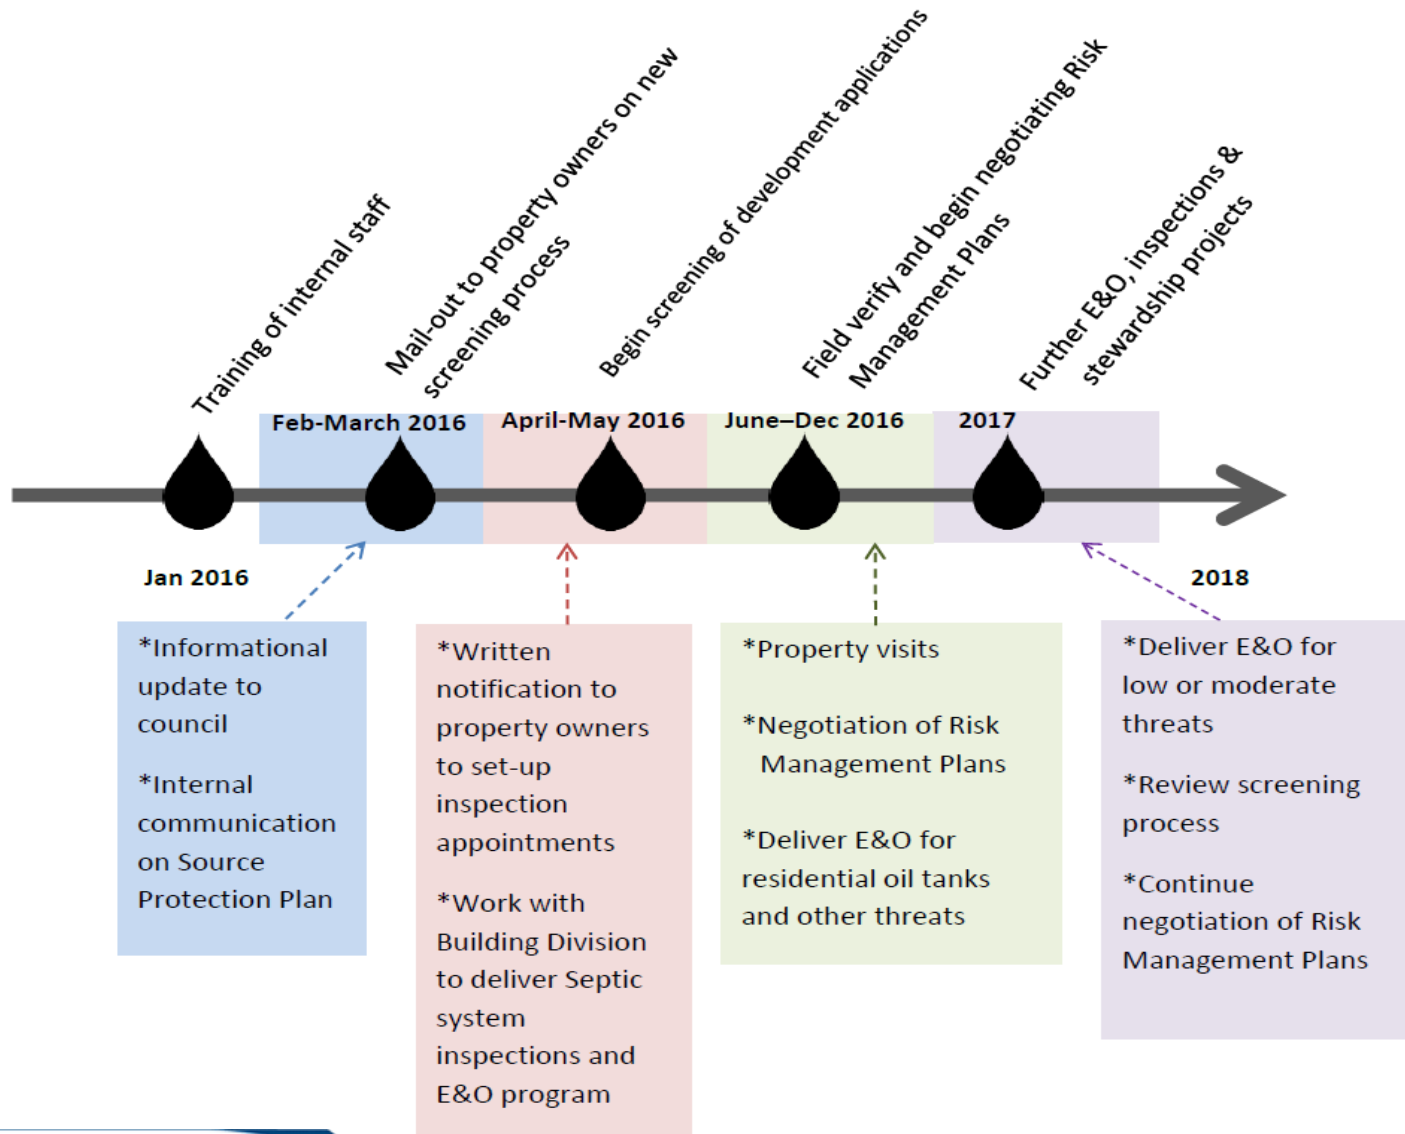 Training of internal staff
Mail-out to property owners on new
screening process
Begin screening of development applications
Field verify and begin negotiating Risk
Management Plans
Further E&O, inspections &
stewardship projects
Feb-March 2016
April-May 2016
June–Dec 2016
2017
Jan 2016
2018
*Informational
update to
council
*Internal
communication
on Source
Protection Plan
*Written
notification to
property owners
to set-up
inspection
appointments
*Work with
Building Division
to deliver Septic
system
inspections and
E&O program
*Property visits
*Negotiation of Risk
Management Plans
*Deliver E&O for
residential oil tanks
and other threats
*Deliver E&O for
low or moderate
threats
*Review screening
process
*Continue
negotiation of Risk
Management Plans